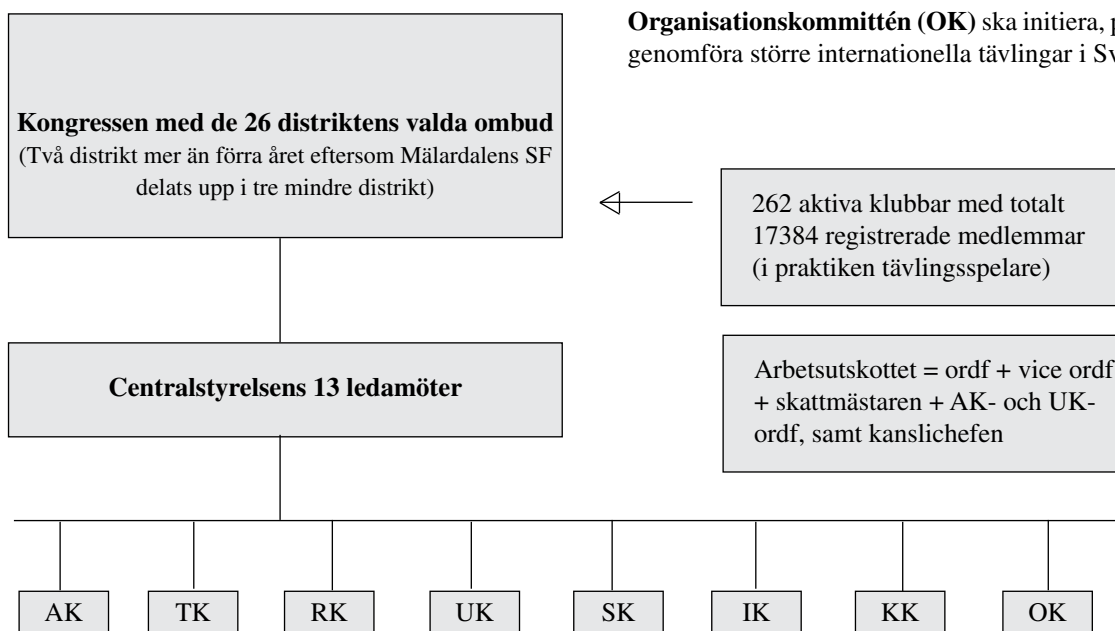 Organisationskommittén (OK) ska initiera,
genomföra större internationella tävlingar i
Kongressen med de 26 distriktens valda ombud
(Två distrikt mer än förra året eftersom Mälardalens SF
delats upp i tre mindre distrikt)
262 aktiva klubbar med totalt
17384 registrerade medlemmar
(i praktiken tävlingsspelare)
Centralstyrelsens 13 ledamöter
Arbetsutskottet = ordf + vice ordf
+ skattmästaren + AK- och UK-
ordf, samt kanslichefen
AK TK RK UK SK IK KK OK